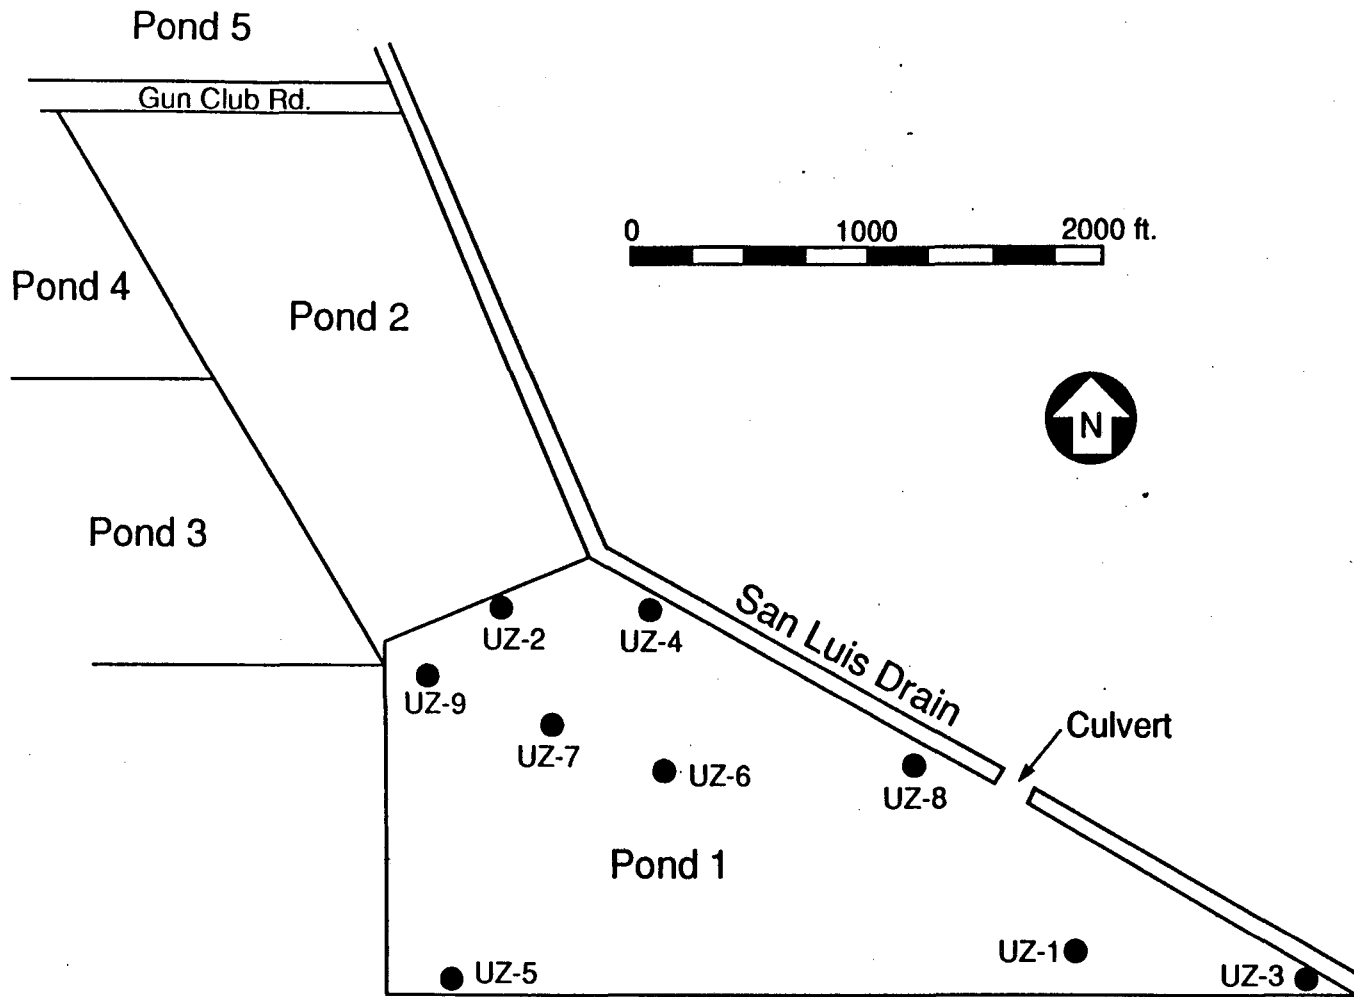 Pond 5
Gun Club Rd.
0 1000 2000 ft.
Pond 4
Pond 2
N
Pond 3
San Luis Drain
UZ-2
UZ-4
UZ-9
Culvert
UZ-7
UZ-6
UZ-8
Pond 1
UZ-1
UZ-5
UZ-3